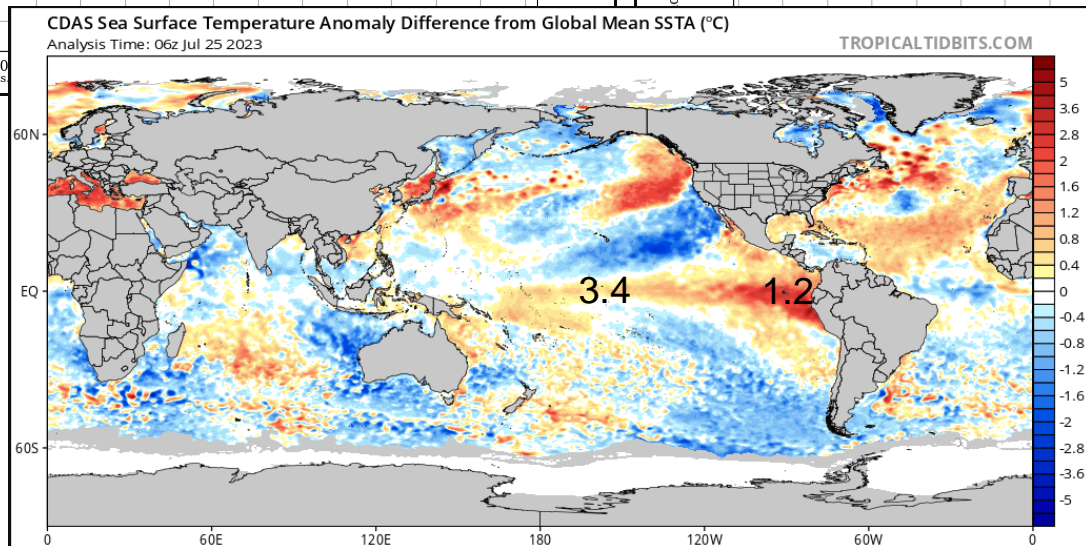 CDAS Sea Surface Temperature Anomaly Difference from Global Mean SSTA (°C)
Analysis Time: 06z Jul 25 2023
TROPICALTIDBITS.COM
0
s.
60N
EQ
60S
3.4
1.2
0
60E
120E
180
120W
60W
0
5
3.6
2.8
2
1.6
1.2
0.8
0.4
0
-0.4
-0.8
-1.2
-1.6
-2
-2.8
-3.6
-5